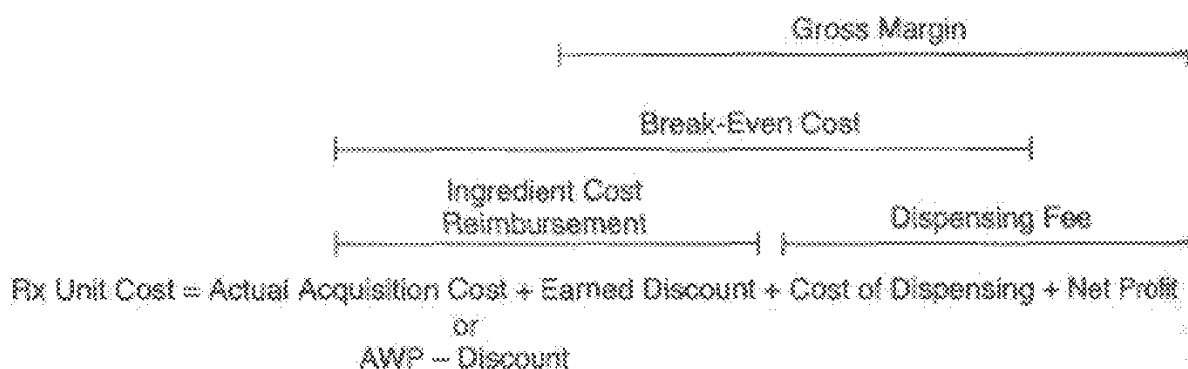 Gross Margin
Break-Even Cost
Ingredient Cost
Reimbursement
Dispensing Fee
Rx Unit Cost = Actual Acquisition Cost + Earned Discount + Cost of Dispensing + Net Profit
or
AWP – Discount